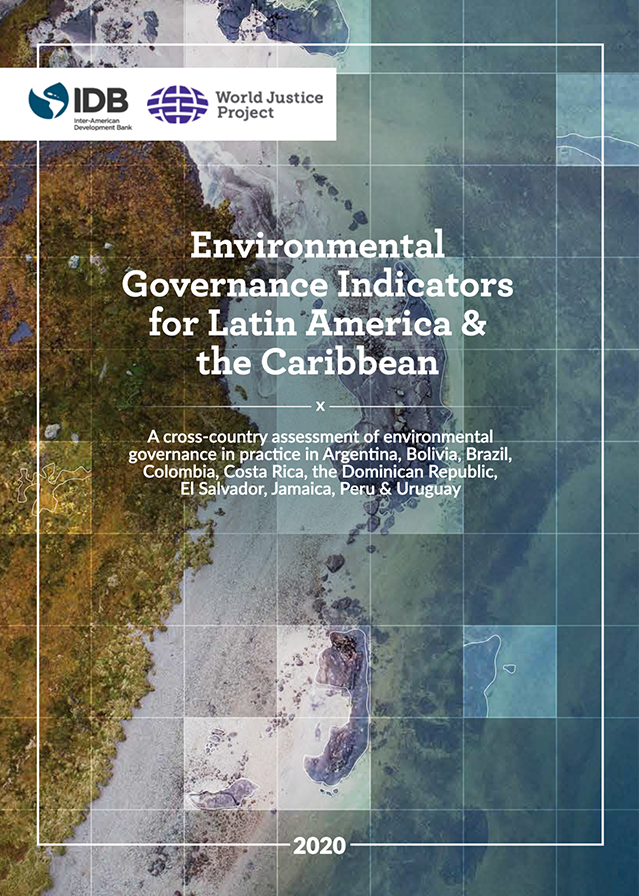 IDB
Inter-American
Development Bank
World Justice
Project
Environmental
Governance Indicators
for Latin America &
the Caribbean
x
A cross-country assessment of environmental
governance in practice in Argentina, Bolivia, Brazil,
Colombia, Costa Rica, the Dominican Republic,
El Salvador, Jamaica, Peru & Uruguay
2020